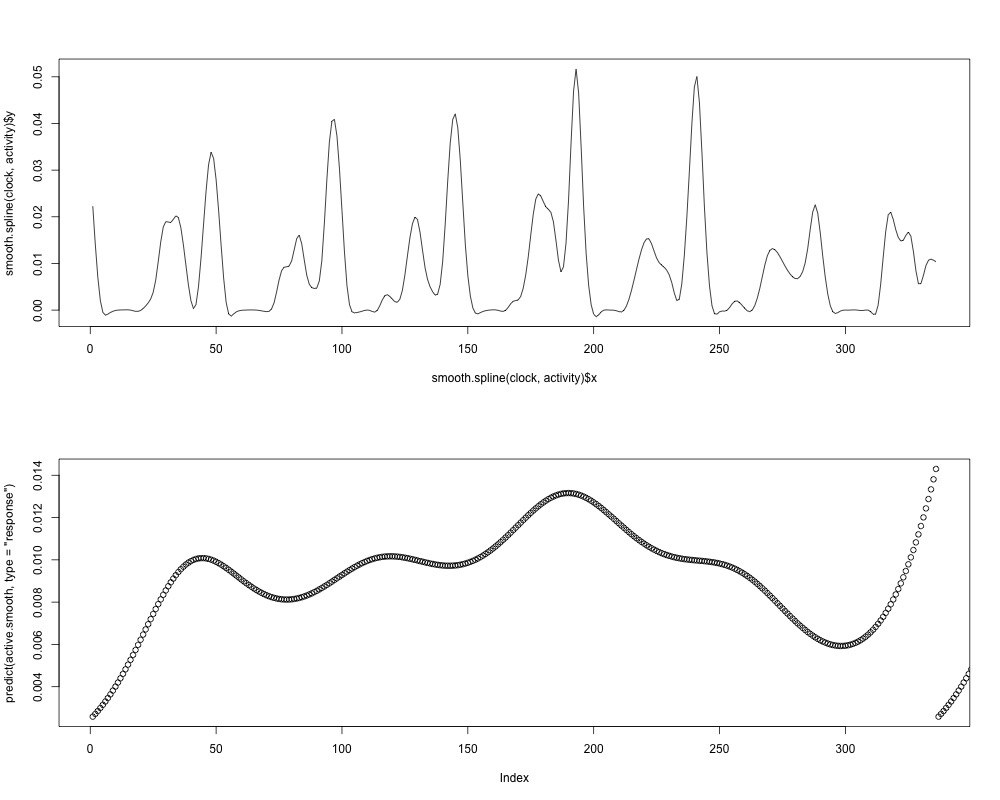 smooth.spline(clock, activity)$y
0.05
0.04
0.03
0.02
0.01
0.00
0 50 100 150 200 250 300
smooth.spline(clock, activity)$x
predict(active.smooth, type = "response")
0.014
0.012
0.010
0.008
0.006
0.004
0 50 100 150 200 250 300
Index